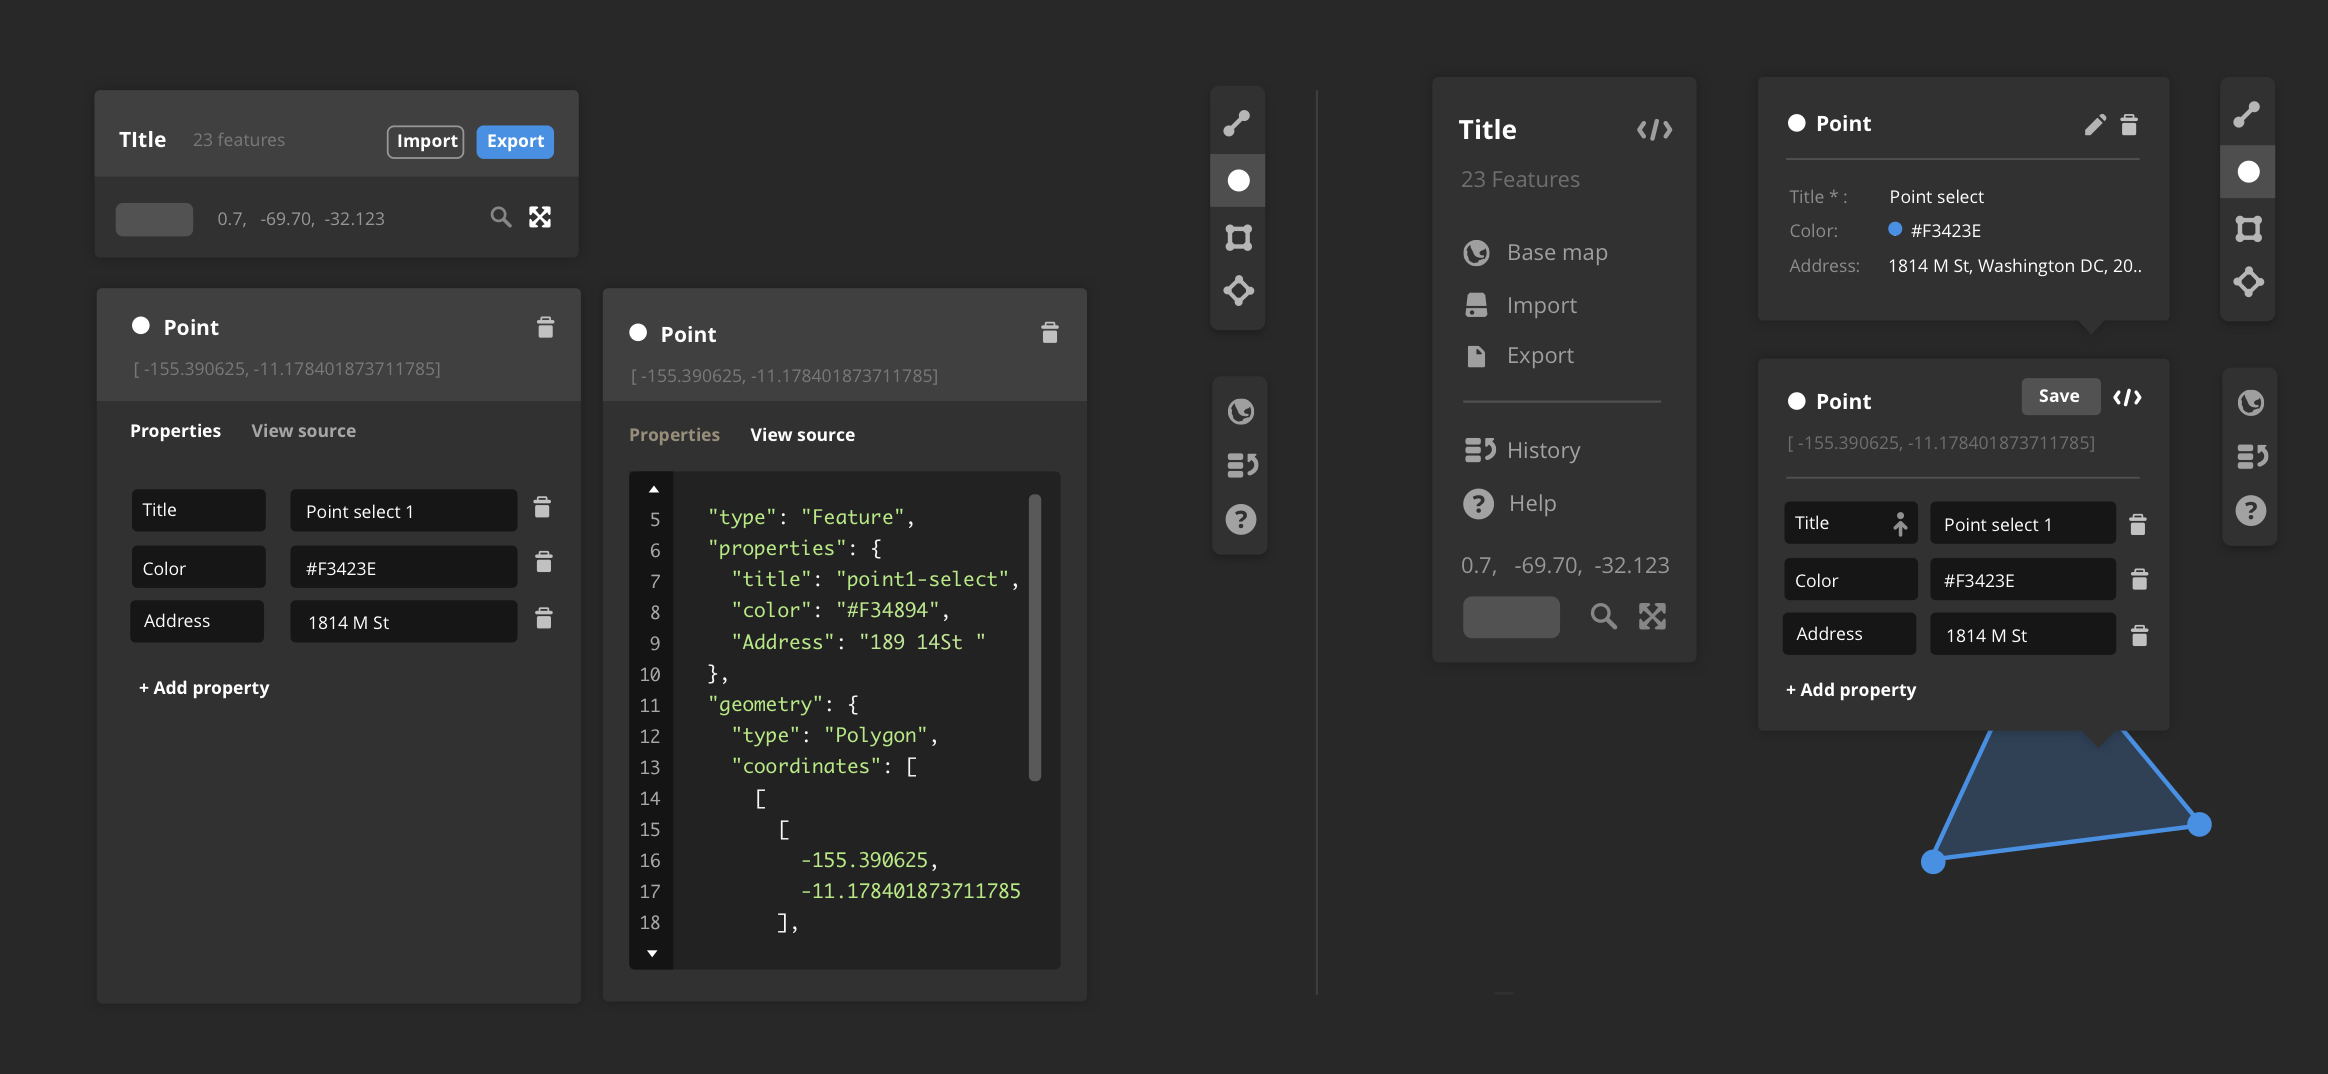 TItle 23 features Import Export
0.7, -69.70, -32.123
Point
[ -155.390625, -11.178401873711785]
Properties View source
Title Point select 1
Color #F3423E
Address 1814 M St
+ Add property
Point
[ -155.390625, -11.178401873711785]
Properties View source
5 "type": "Feature",
6 "properties": {
7 "title": "point1-select",
8 "color": "#F34894",
9 "Address": "189 14St "
10 },
11 "geometry": {
12 "type": "Polygon",
13 "coordinates": [
14 [
15 [
16 -155.390625,
17 -11.178401873711785
18 ],
?
Title </>
23 Features
Base map
Import
Export
History
? Help
0.7, -69.70, -32.123
Point
Title * : Point select
Color: #F3423E
Address: 1814 M St, Washington DC, 20..
Point Save </>
[ -155.390625, -11.178401873711785]
Title Point select 1
Color #F3423E
Address 1814 M St
+ Add property
?